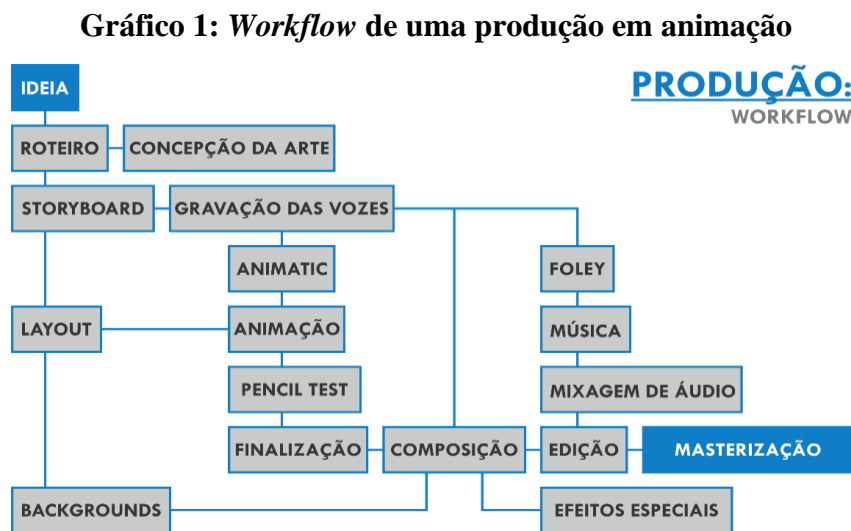 Gráfico 1: Workflow de uma produção em animação
IDEIA
PRODUÇÃO:
WORKFLOW
ROTEIRO
CONCEPÇÃO DA ARTE
STORYBOARD
GRAVAÇÃO DAS VOZES
ANIMATIC
FOLEY
LAYOUT
ANIMAÇÃO
MÚSICA
PENCIL TEST
MIXAGEM DE ÁUDIO
FINALIZAÇÃO
COMPOSIÇÃO
EDIÇÃO
MASTERIZAÇÃO
BACKGROUNDS
EFEITOS ESPECIAIS